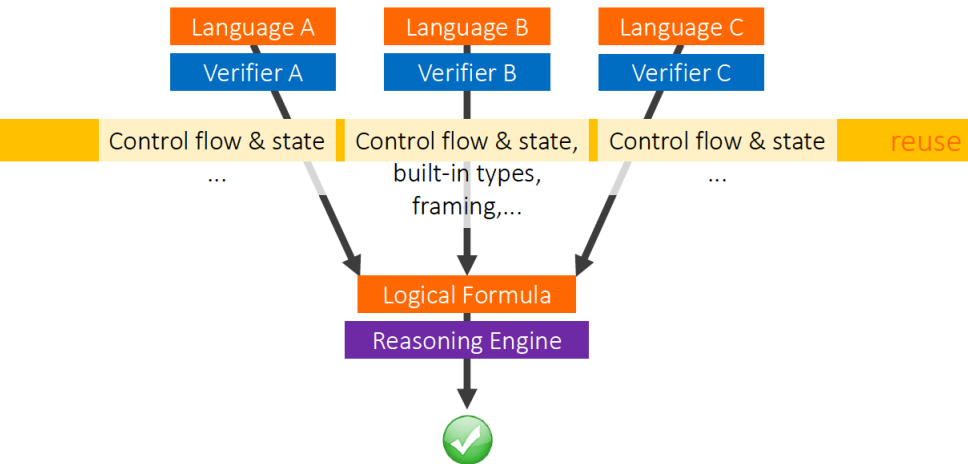 Language A
Language B
Language C
Verifier A
Verifier B
Verifier C
Control flow & state
...
Control flow & state,
built-in types,
framing,...
Control flow & state
...
reuse
Logical Formula
Reasoning Engine